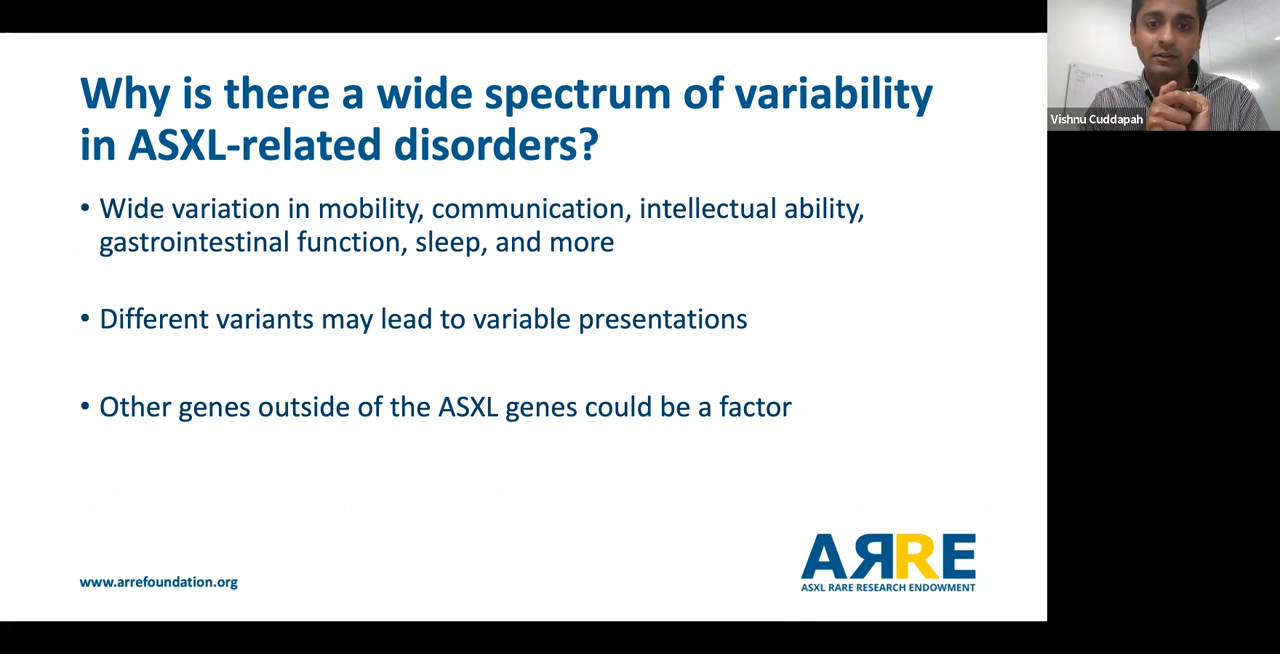 Why is there a wide spectrum of variability
in ASXL-related disorders?
• Wide variation in mobility, communication, intellectual ability,
gastrointestinal function, sleep, and more
• Different variants may lead to variable presentations
• Other genes outside of the ASXL genes could be a factor
www.arrefoundation.org
ARRE
ASXL RARE RESEARCH ENDOWMENT
Vishnu Cuddapah